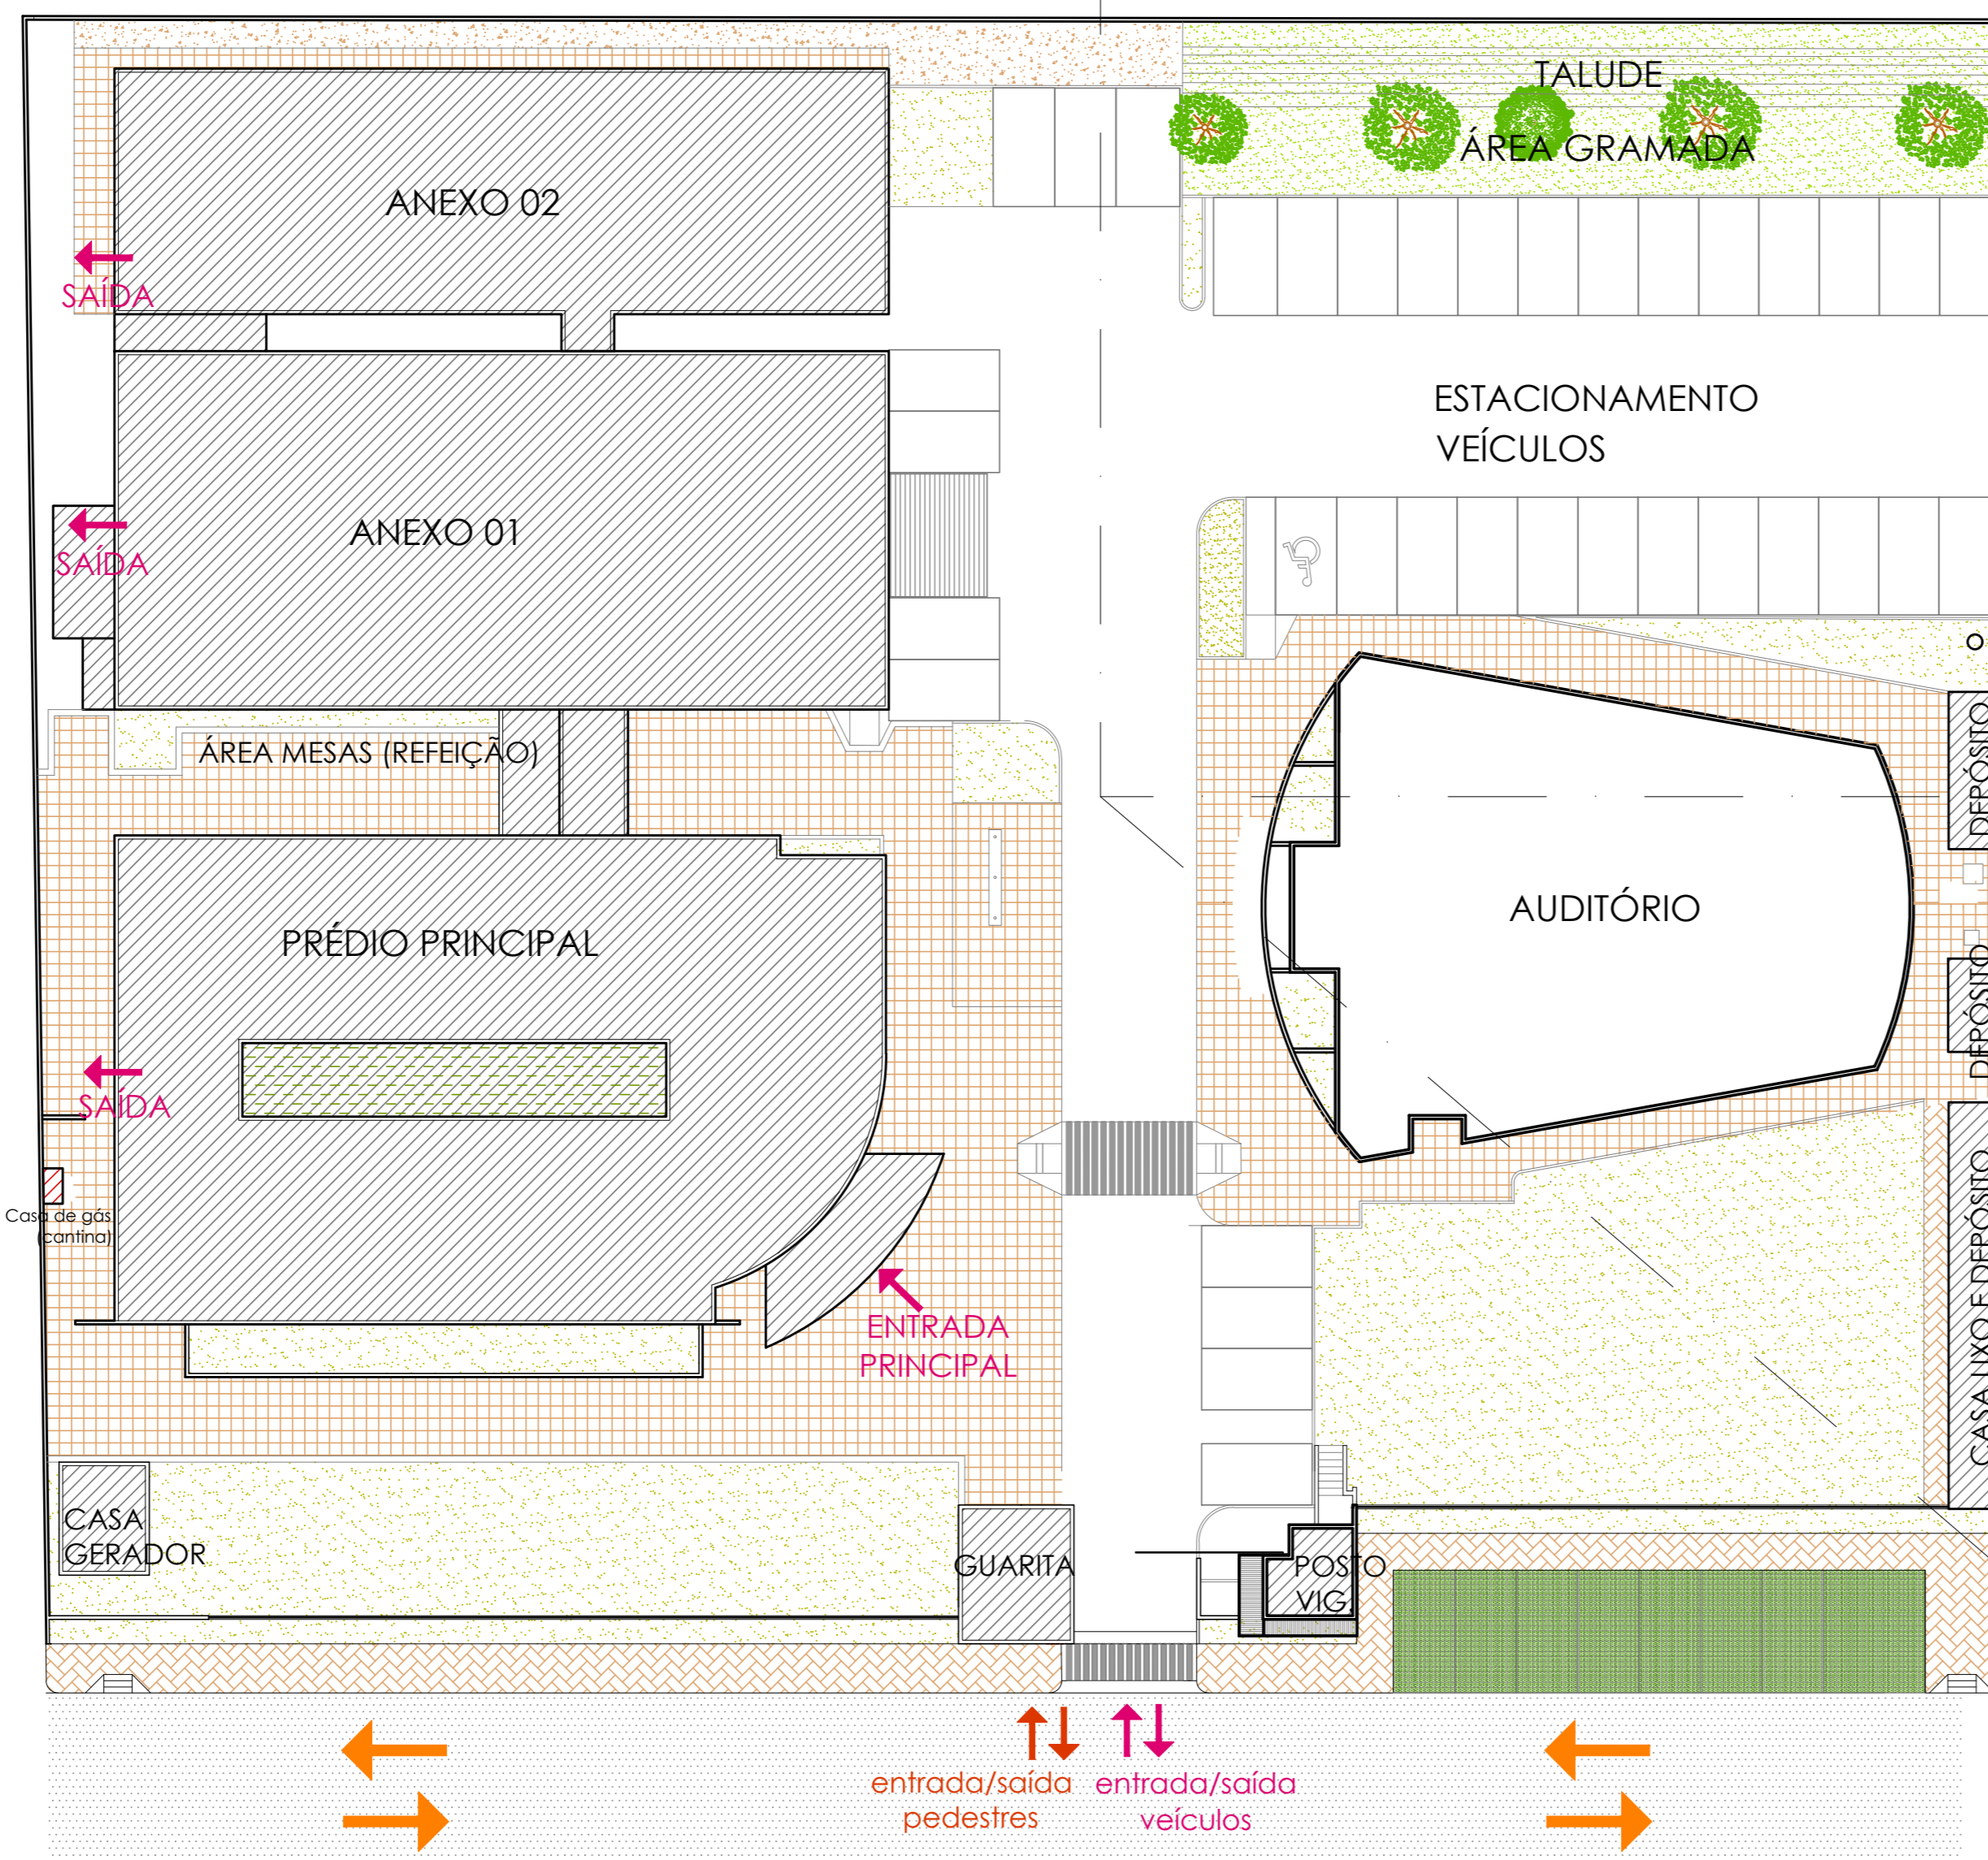 TALUDE
ÁREA GRAMADA
ANEXO 02
SAÍDA
ESTACIONAMENTO
VEÍCULOS
ANEXO 01
SAÍDA
O
DEPÓSITO
ÁREA MESAS (REFEIÇÃO)
AUDITÓRIO
PRÉDIO PRINCIPAL
DEPÓSITO
SAÍDA
Casa de gás
(cantina)
CASA LIXO E DEPÓSITO
ENTRADA
PRINCIPAL
CASA
GERADOR
GUARITA
POSTO
VIG.
entrada/saída
pedestres
entrada/saída
veículos